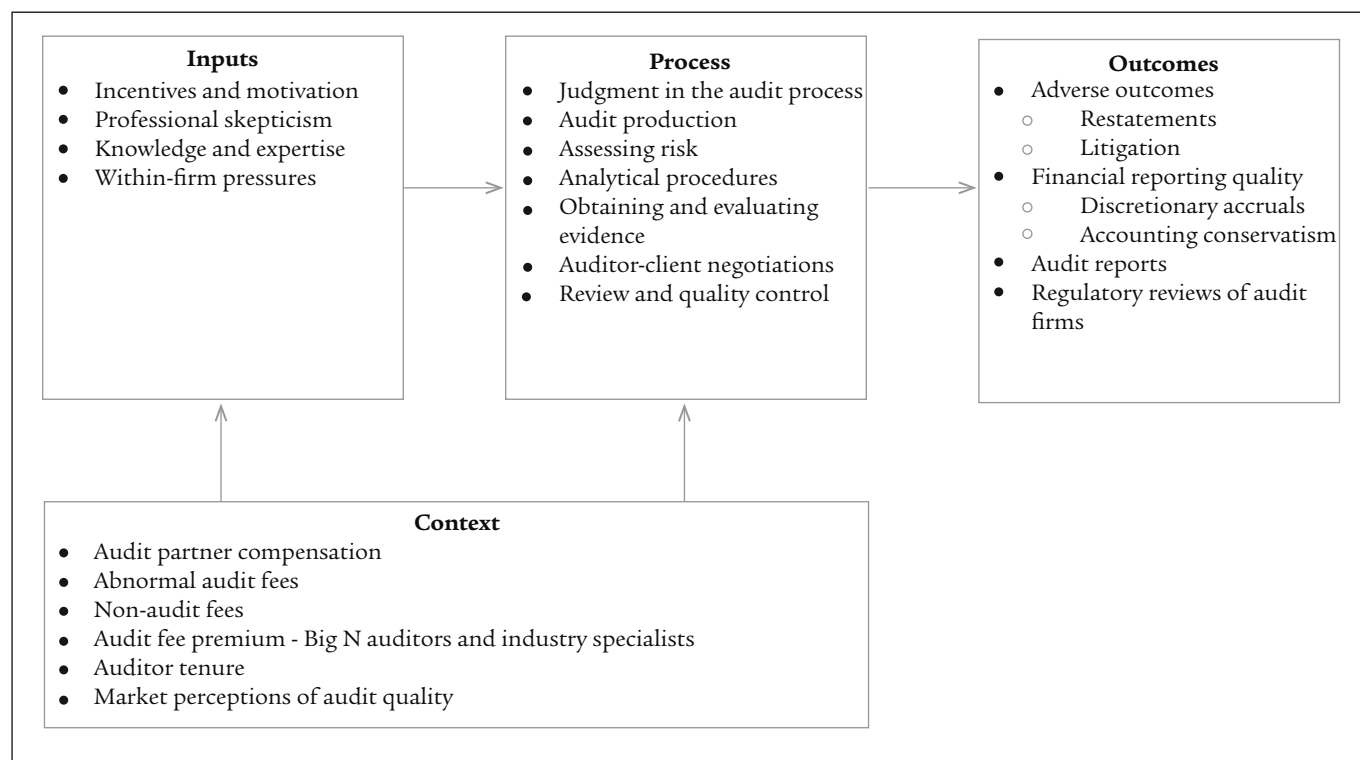 Inputs
● Incentives and motivation
● Professional skepticism
● Knowledge and expertise
● Within-firm pressures
Process
● Judgment in the audit process
● Audit production
● Assessing risk
● Analytical procedures
● Obtaining and evaluating
evidence
● Auditor-client negotiations
● Review and quality control
Outcomes
● Adverse outcomes
○ Restatements
○ Litigation
● Financial reporting quality
○ Discretionary accruals
○ Accounting conservatism
● Audit reports
● Regulatory reviews of audit
firms
Context
● Audit partner compensation
● Abnormal audit fees
● Non-audit fees
● Audit fee premium - Big N auditors and industry specialists
● Auditor tenure
● Market perceptions of audit quality